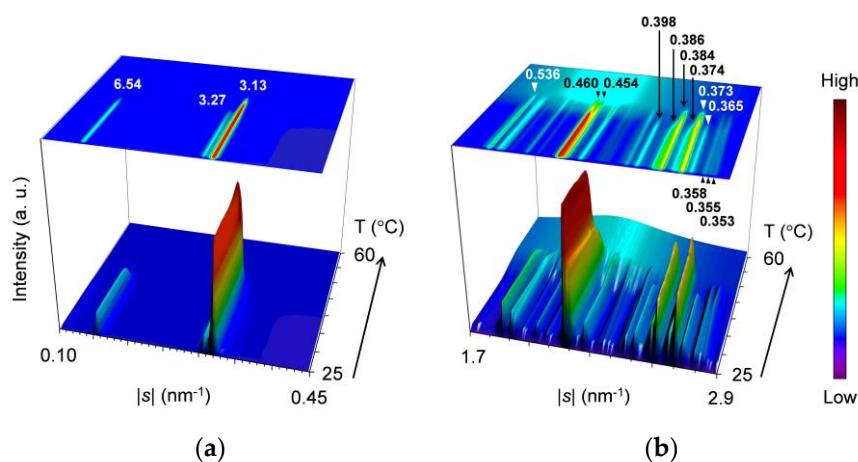 6.54
3.27
3.13
Intensity (a. u.)
T (°C)
60
25
0.10
0.45
|s| (nm-1)
(a)
0.398
0.386
0.384
0.374
0.373
0.365
0.536
0.460
0.454
0.358
0.355
0.353
T (°C)
60
25
1.7
2.9
|s| (nm-1)
(b)
High
Low